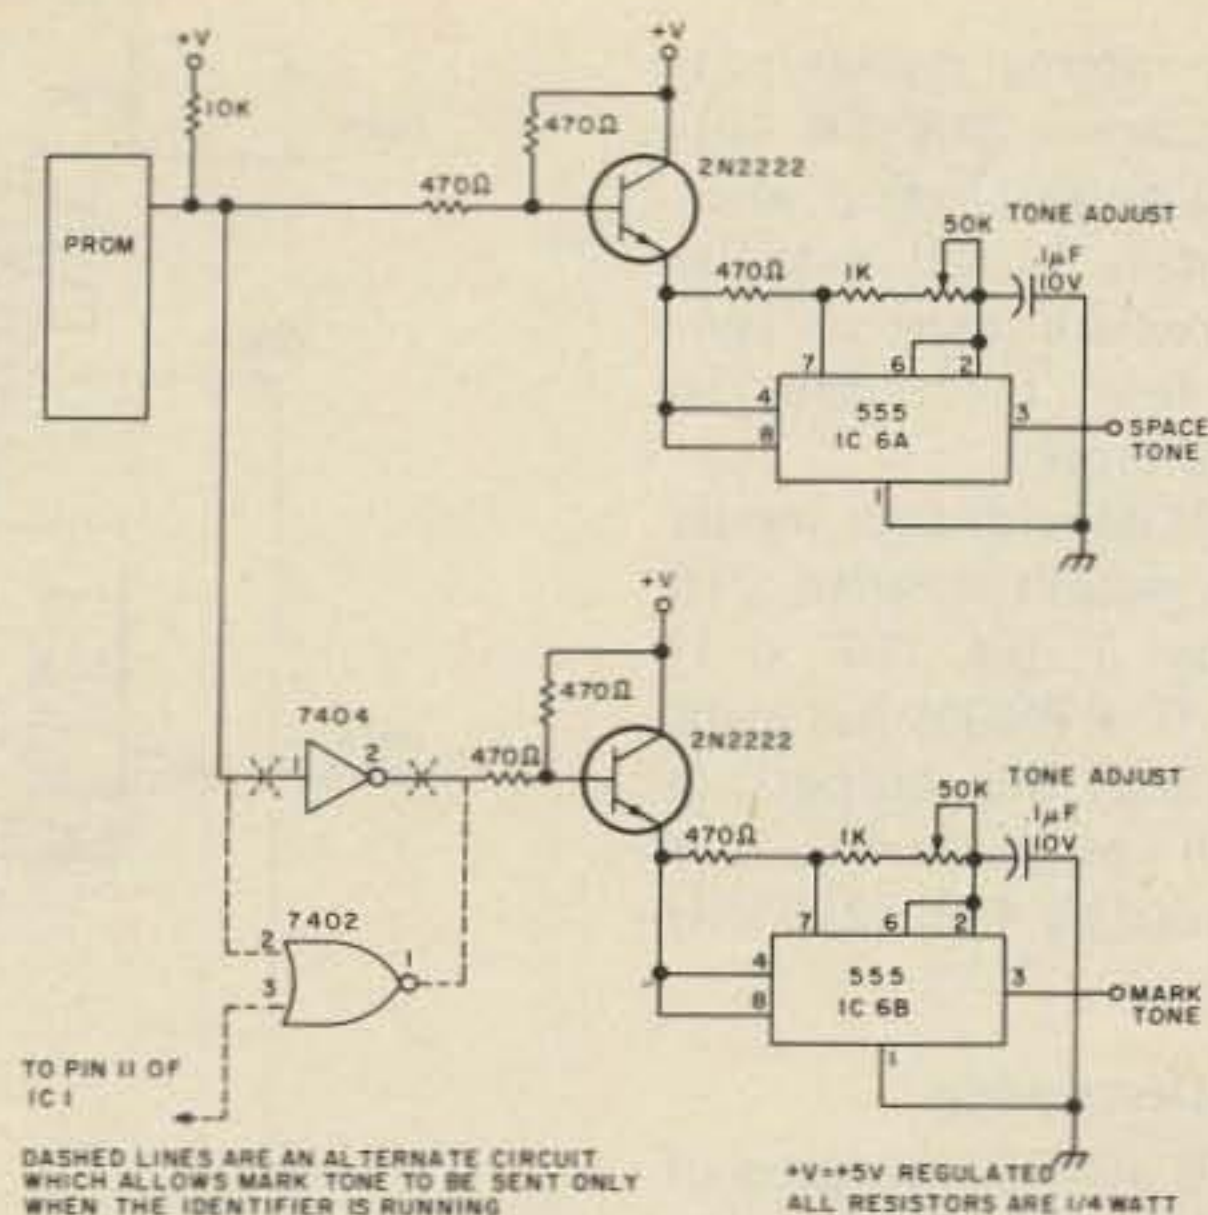 +V
10K
PROM
470Ω
+V
470Ω
2N2222
470Ω
1K
50K
TONE ADJUST
.1µF
10V
7
6
2
4
8
555
IC 6A
3
1
SPACE
TONE
+V
470Ω
7404
1
2
470Ω
2N2222
470Ω
1K
50K
TONE ADJUST
.1µF
10V
7
6
2
4
8
555
IC 6B
3
1
MARK
TONE
7402
2
3
1
TO PIN 11 OF
IC 1
DASHED LINES ARE AN ALTERNATE CIRCUIT
WHICH ALLOWS MARK TONE TO BE SENT ONLY
WHEN THE IDENTIFIER IS RUNNING
+V=+5V REGULATED
ALL RESISTORS ARE 1/4 WATT